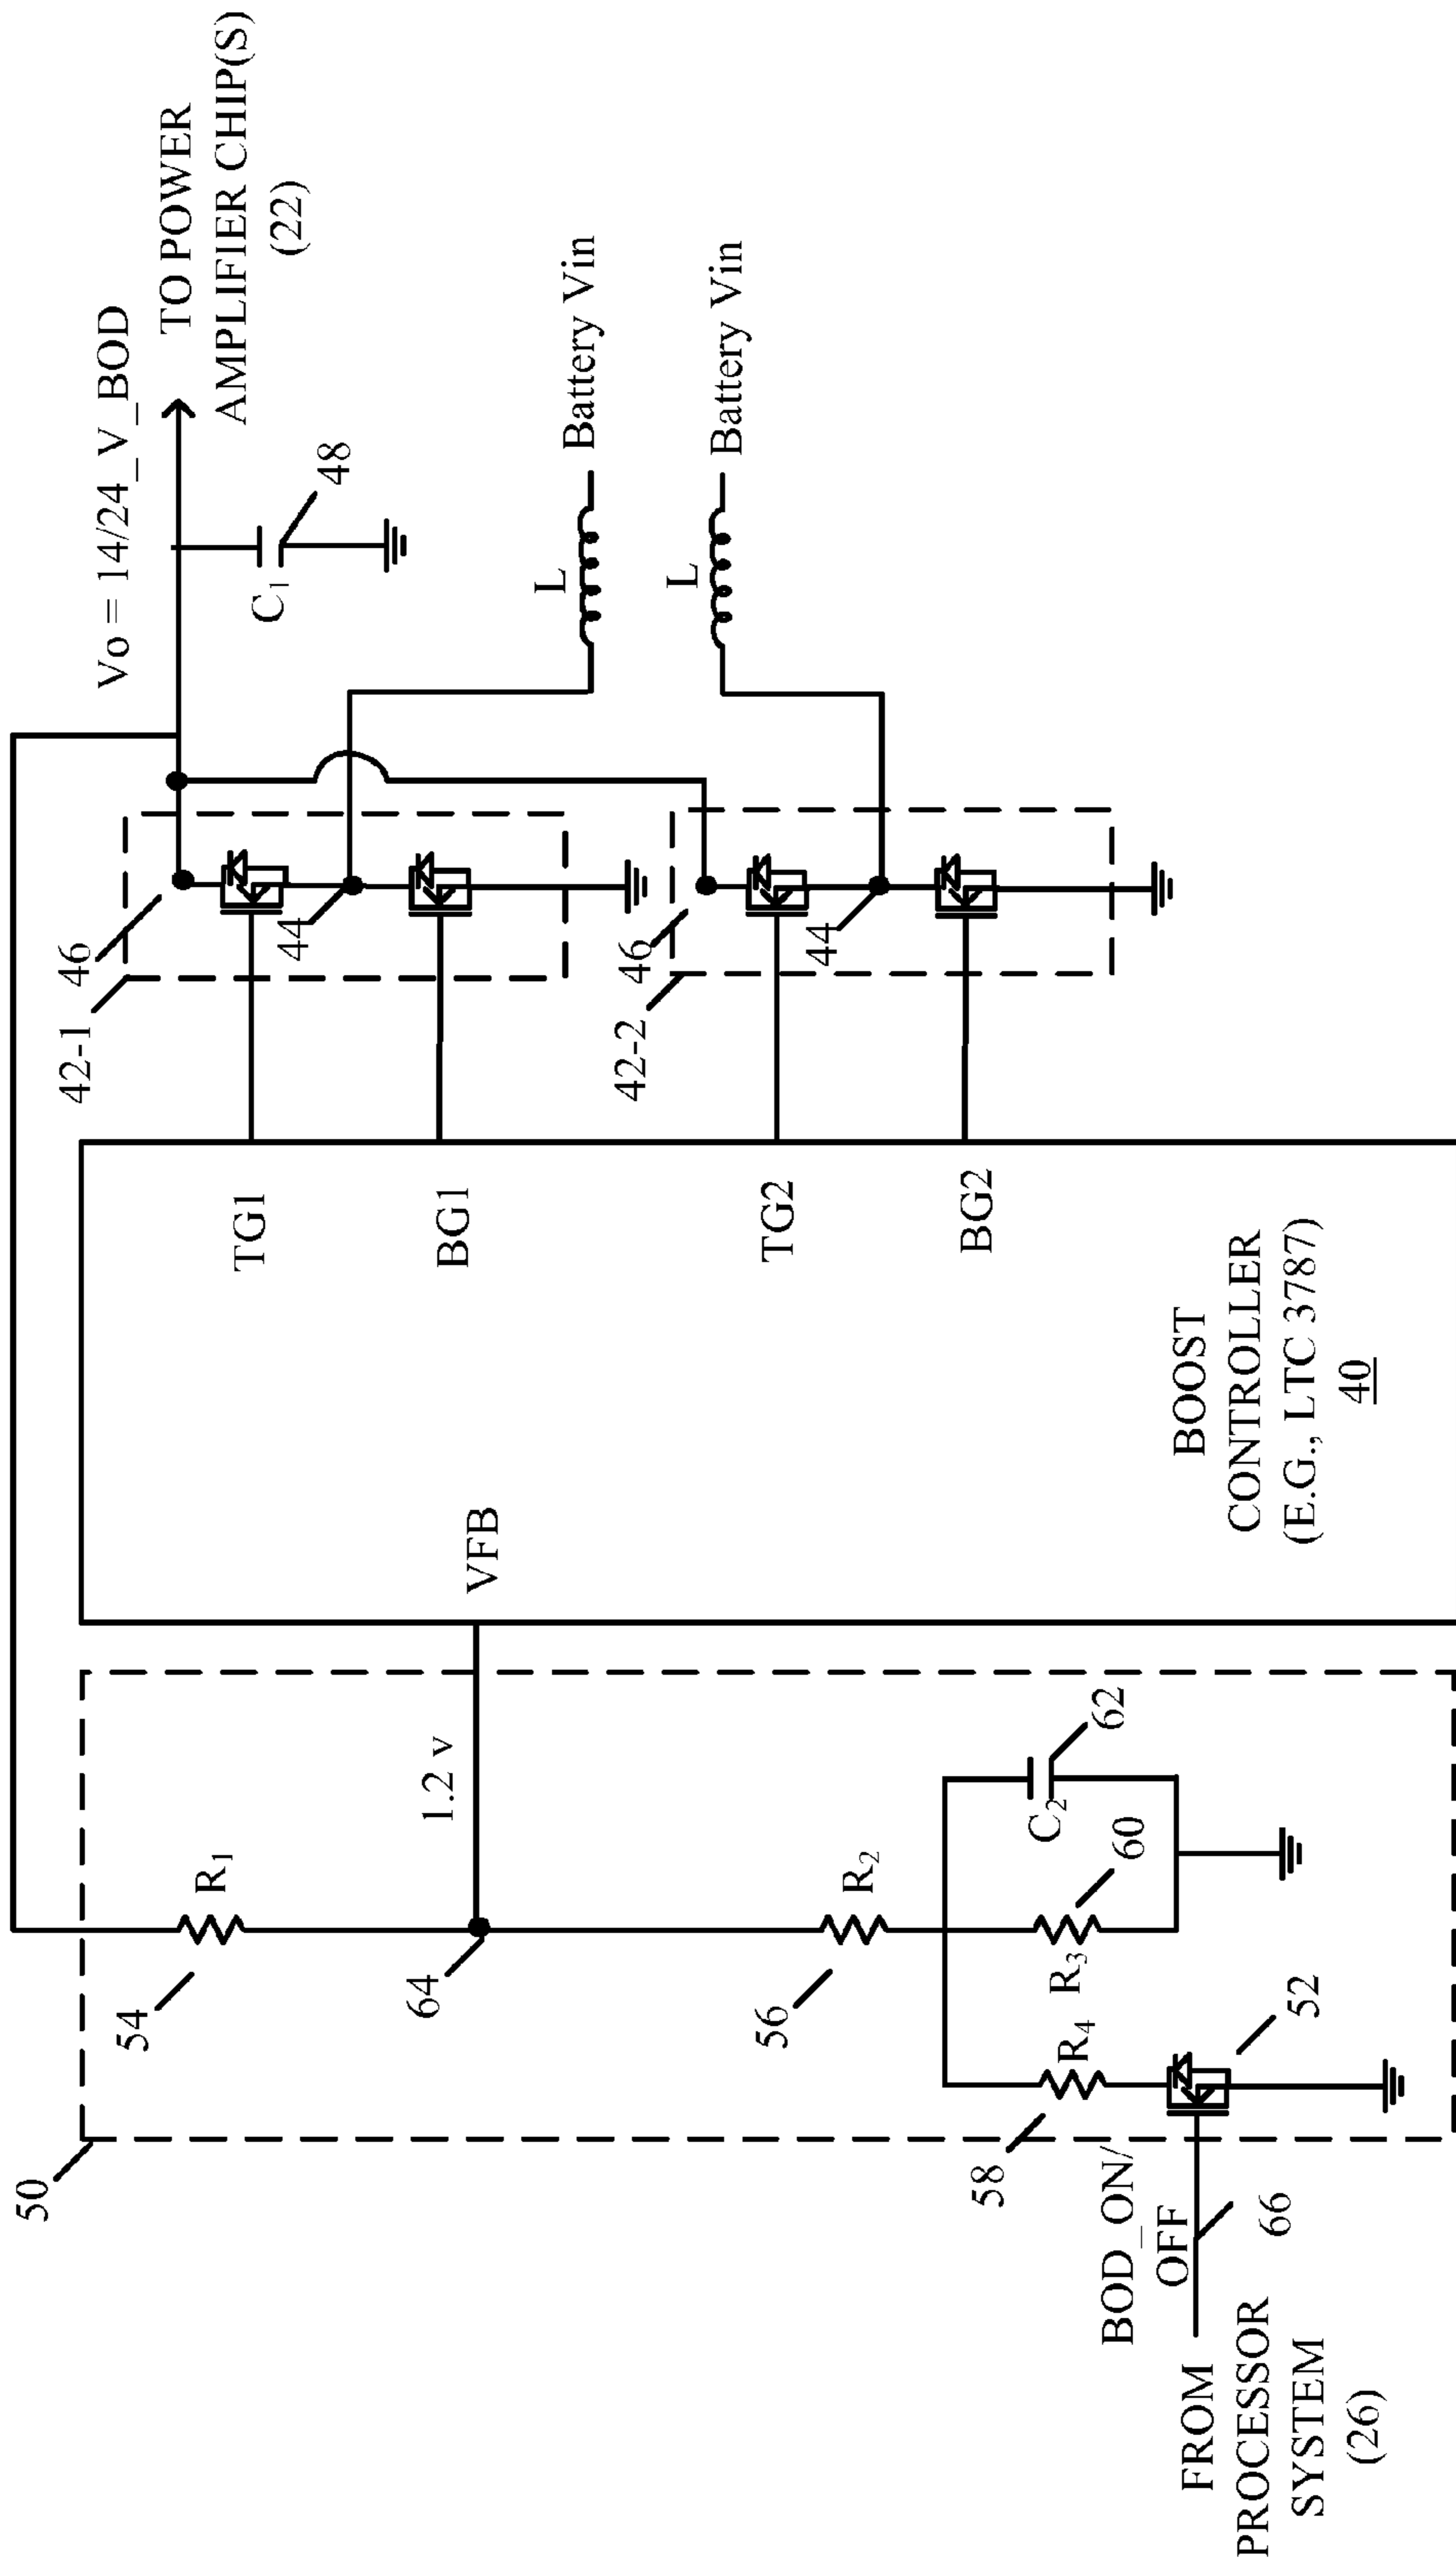 Vo = 14/24_V_BOD
TO POWER
AMPLIFIER CHIP(S)
(22)
C1
48
L
Battery Vin
L
Battery Vin
46
42-1
44
46
42-2
44
TG1
BG1
TG2
BG2
VFB
BOOST
CONTROLLER
(E.G., LTC 3787)
40
50
54
R1
1.2 v
64
56
R2
C2
62
60
R3
R4
58
52
BOD_ON/
OFF
66
FROM
PROCESSOR
SYSTEM
(26)